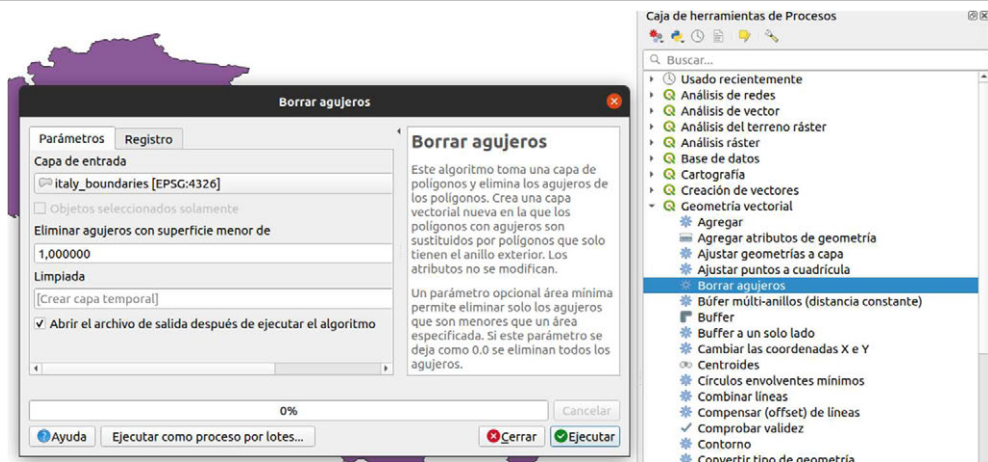 Borrar agujeros
Parámetros
Registro
Capa de entrada
italy_boundaries [EPSG:4326]
Objetos seleccionados solamente
Eliminar agujeros con superficie menor de
1,000000
Limpiada
[Crear capa temporal]
Abrir el archivo de salida después de ejecutar el algoritmo
Borrar agujeros
Este algoritmo toma una capa de
polígonos y elimina los agujeros de
los polígonos. Crea una capa
vectorial nueva en la que los
polígonos con agujeros son
sustituidos por polígonos que solo
tienen el anillo exterior. Los
atributos no se modifican.
Un parámetro opcional área mínima
permite eliminar solo los agujeros
que son menores que un área
especificada. Si este parámetro se
deja como 0.0 se eliminan todos los
agujeros.
0%
Cancelar
Ayuda
Ejecutar como proceso por lotes...
Cerrar
Ejecutar
Caja de herramientas de Procesos
Buscar...
Usado recientemente
Análisis de redes
Análisis de vector
Análisis del terreno ráster
Análisis ráster
Base de datos
Cartografía
Creación de vectores
Geometría vectorial
Agregar
Agregar atributos de geometría
Ajustar geometrías a capa
Ajustar puntos a cuadrícula
Borrar agujeros
Búfer múlti-anillos (distancia constante)
Buffer
Buffer a un solo lado
Cambiar las coordenadas X e Y
Centroides
Círculos envolventes mínimos
Combinar líneas
Compensar (offset) de líneas
Comprobar validez
Contorno
Convertir tipo de geometría